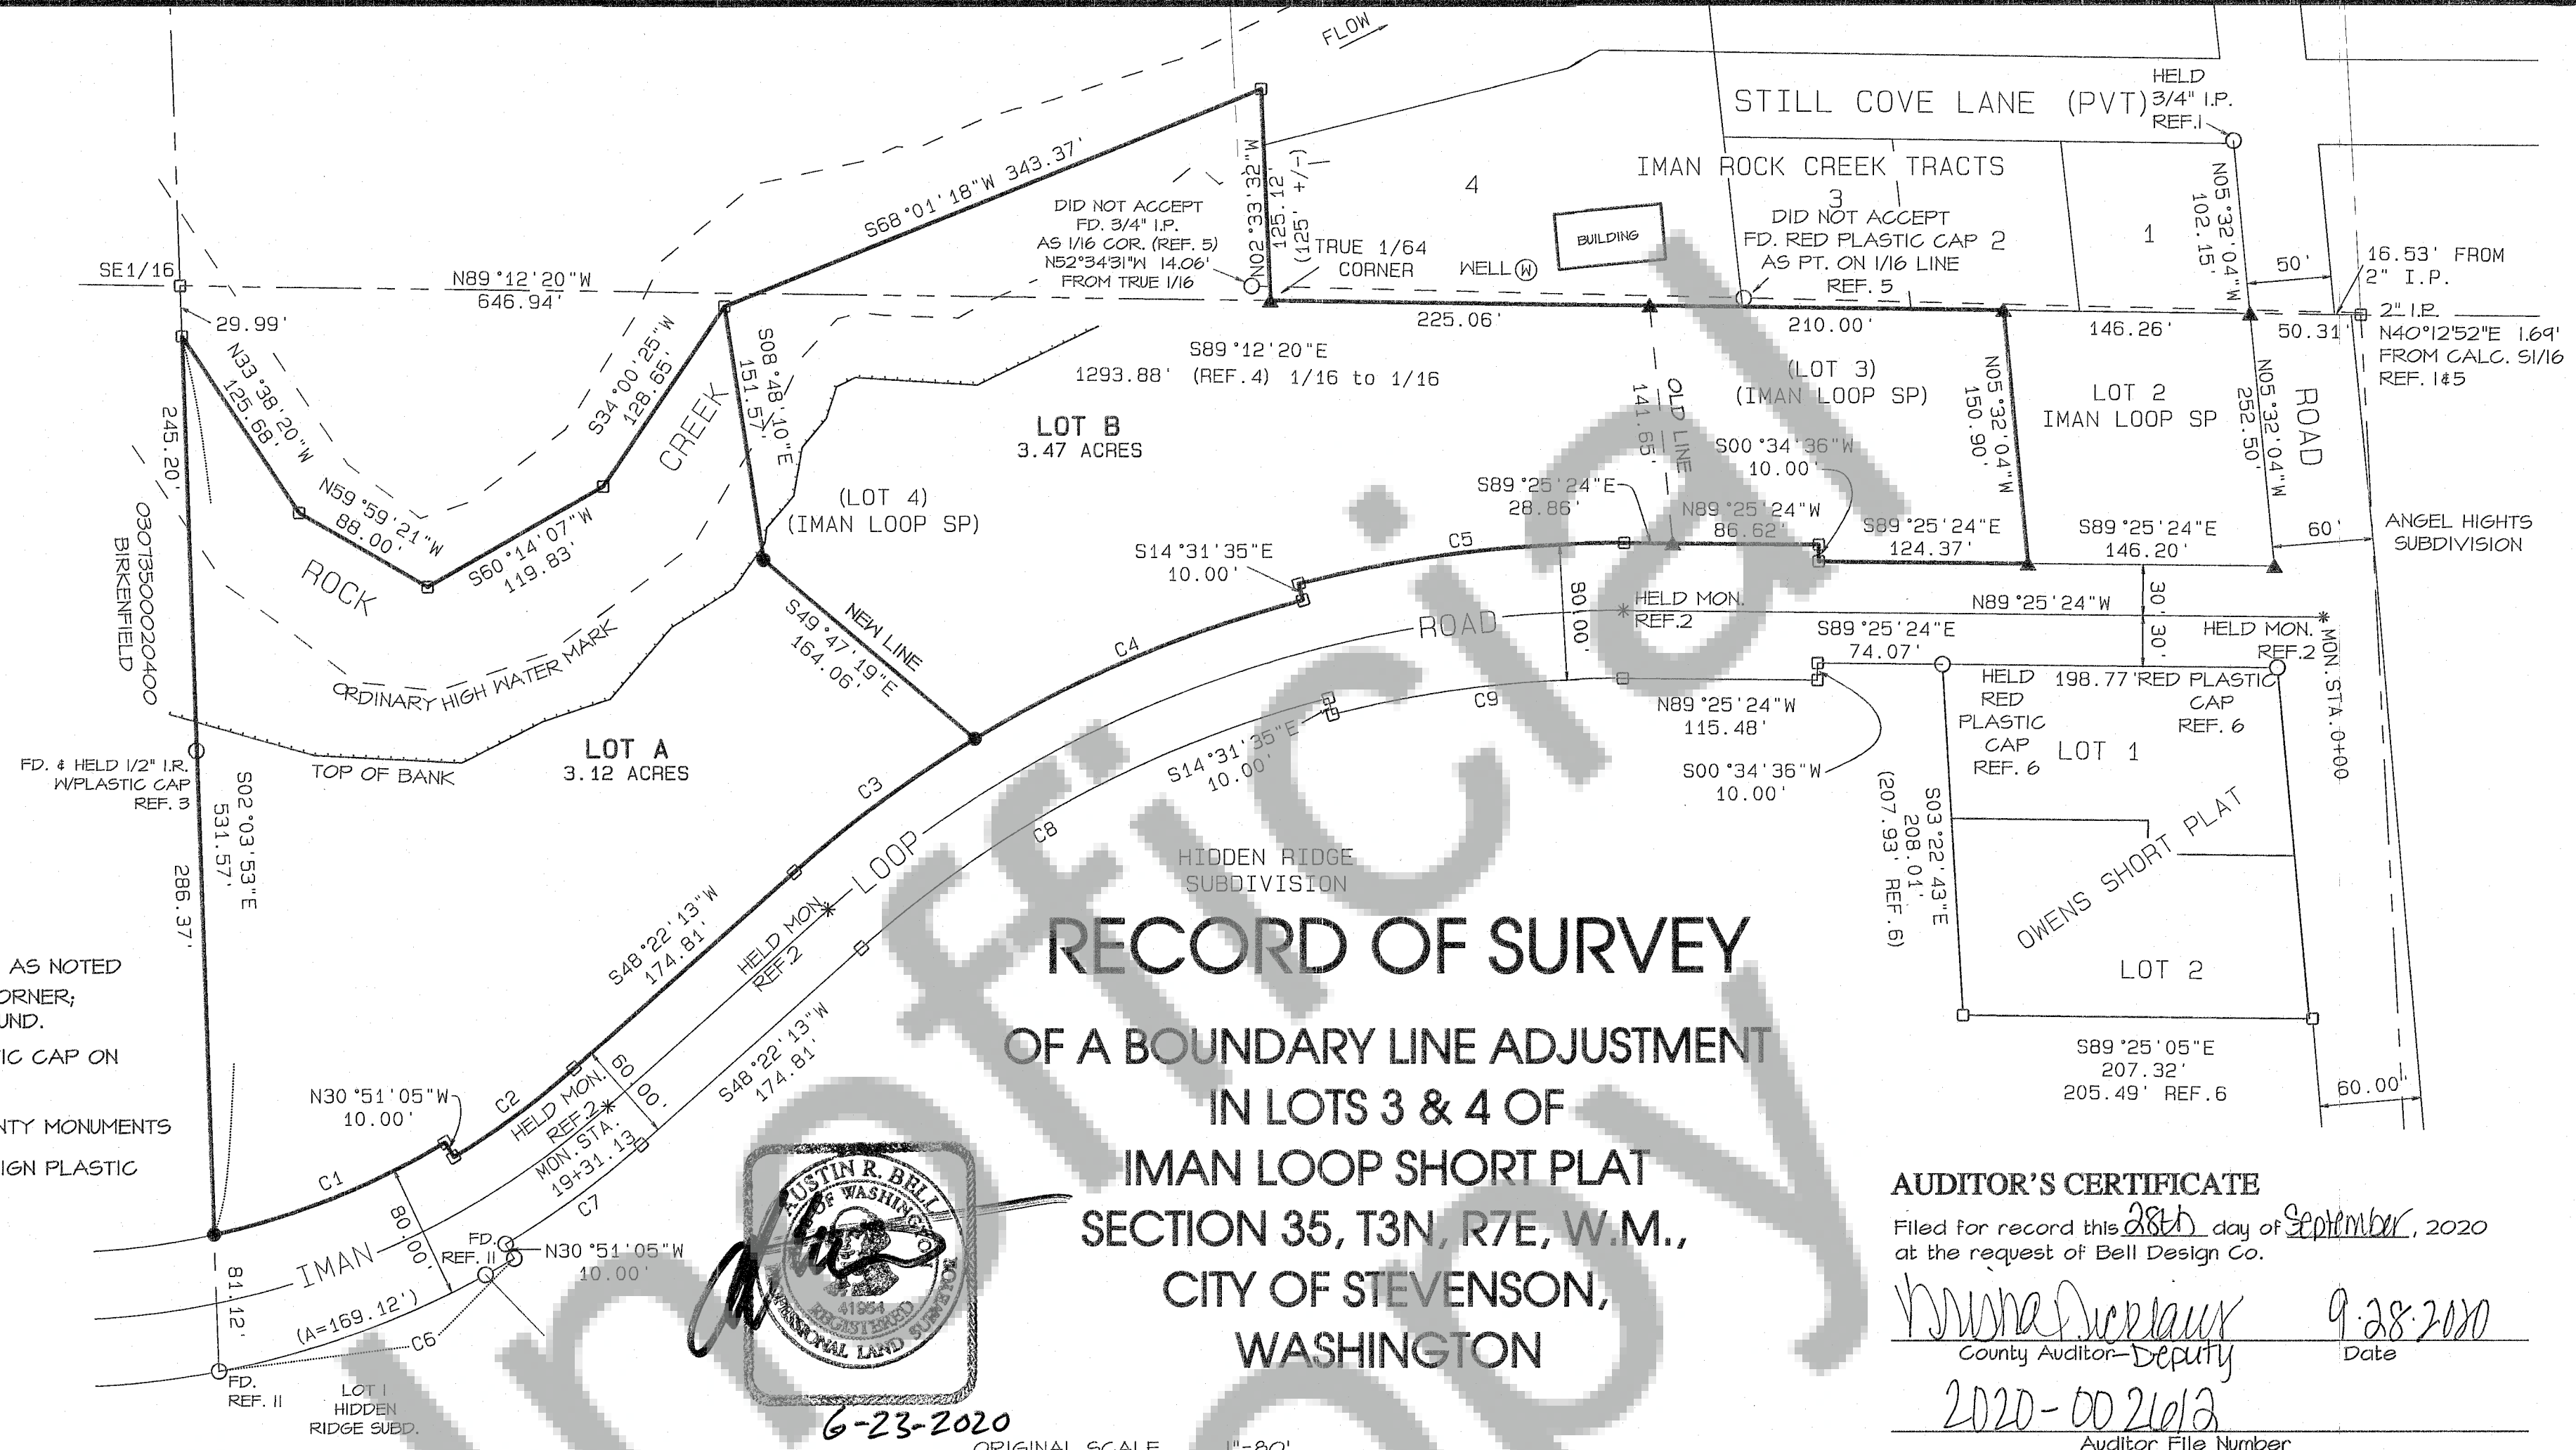 FLOW
HELD
3/4" I.P.
REF.1
STILL COVE LANE (PVT)
IMAN ROCK CREEK TRACTS
4
3
2
1
N05°32'04"W
102.15'
S68°01'18"W 343.37'
N02°33'32"W
125.12'
(125' +/-)
DID NOT ACCEPT
FD. 3/4" I.P.
AS 1/16 COR. (REF. 5)
N52°34'31"W 14.06'
FROM TRUE 1/16
TRUE 1/64
CORNER
WELL W
BUILDING
DID NOT ACCEPT
FD. RED PLASTIC CAP
AS PT. ON 1/16 LINE
REF. 5
50'
16.53' FROM
2" I.P.
2" I.P.
N40°12'52"E 1.69'
FROM CALC. S1/16
REF. 1&5
SE1/16
N89°12'20"W
646.94'
29.99'
225.06'
210.00'
146.26'
50.31'
N33°38'20"W
125.68'
S34°00'25"W
128.65'
S08°48'10"E
151.57'
S89°12'20"E
1293.88' (REF.4) 1/16 to 1/16
(LOT 3)
(IMAN LOOP SP)
LOT 2
IMAN LOOP SP
N05°32'04"W
150.90'
N05°32'04"W
252.50'
ROAD
OLD LINE
141.65'
CREEK
LOT B
3.47 ACRES
245.20'
N59°59'21"W
88.00'
S60°14'07"W
119.83'
ROCK
(LOT 4)
(IMAN LOOP SP)
S00°34'36"W
10.00'
S89°25'24"E
28.86'
N89°25'24"W
86.62'
S89°25'24"E
124.37'
S89°25'24"E
146.20'
60'
ANGEL HIGHTS
SUBDIVISION
S14°31'35"E
10.00'
C5
03073500020400
BIRKENFIELD
NEW LINE
S49°47'19"E
164.06'
C4
ROAD
80.00'
HELD MON.
REF.2
N89°25'24"W
30'
30'
HELD MON.
REF.2
MON.STA.0+00
S89°25'24"E
74.07'
ORDINARY HIGH WATER MARK
TOP OF BANK
LOT A
3.12 ACRES
FD. & HELD 1/2" I.R.
W/PLASTIC CAP
REF. 3
S02°03'53"E
531.57'
286.37'
C3
LOOP
S14°31'35"E
10.00'
C9
C8
N89°25'24"W
115.48'
S00°34'36"W
10.00'
HELD
RED
PLASTIC
CAP
REF. 6
198.77'
RED PLASTIC
CAP
REF. 6
LOT 1
OWENS SHORT PLAT
LOT 2
S03°22'43"E
208.01'
(207.93' REF.6)
S89°25'05"E
207.32'
205.49' REF.6
60.00'
S48°22'13"W
174.81'
HELD MON.
REF.2
S48°22'13"W
174.81'
HIDDEN RIDGE
SUBDIVISION
AS NOTED
ORNER;
UND.
IC CAP ON
NTY MONUMENTS
IGN PLASTIC
N30°51'05"W
10.00'
C2
C1
HELD MON.
REF.2
MON.STA.
19+31.13
60.00'
80.00'
C7
IMAN
FD.
REF. 11
N30°51'05"W
10.00'
81.12'
(A=169.12')
C6
FD.
REF. 11
LOT 1
HIDDEN
RIDGE SUBD.
RECORD OF SURVEY
OF A BOUNDARY LINE ADJUSTMENT
IN LOTS 3 & 4 OF
IMAN LOOP SHORT PLAT
SECTION 35, T3N, R7E, W.M.,
CITY OF STEVENSON,
WASHINGTON
AUSTIN R. BELL
OF WASHINGTON
41954
REGISTERED
PROFESSIONAL LAND SURVEYOR
6-23-2020
ORIGINAL SCALE 1"=80'
AUDITOR'S CERTIFICATE
Filed for record this 28th day of September, 2020
at the request of Bell Design Co.
9-28-2020
County Auditor-Deputy
Date
2020-002612
Auditor File Number
Unofficial
Copy